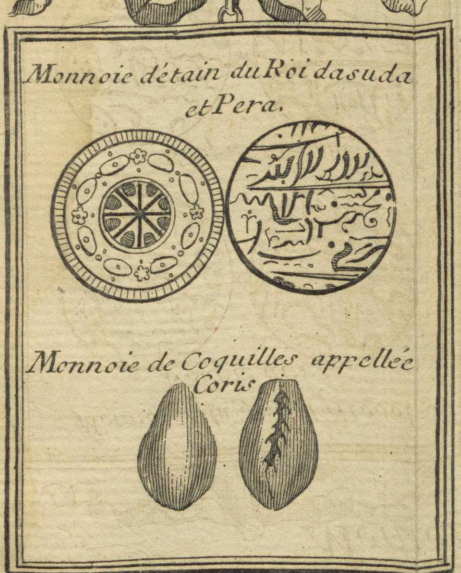 Monnoie détain du Roi dasuda
et Pera.
Monnoie de Coquilles appellée
Coris